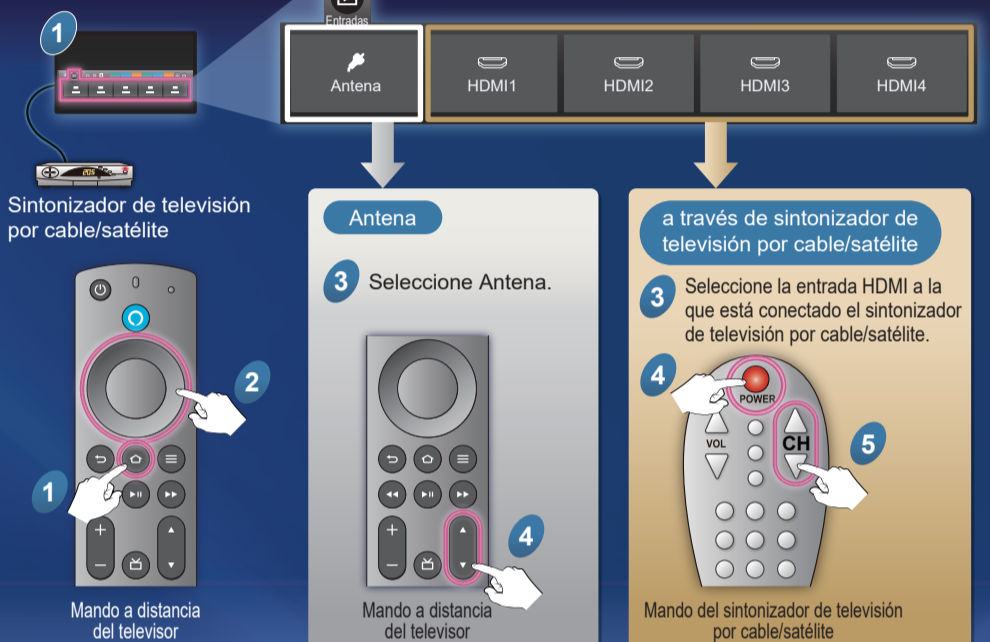 Entradas
1
Antena
HDMI1
HDMI2
HDMI3
HDMI4
205
Sintonizador de televisión
por cable/satélite
2
1
Mando a distancia
del televisor
Antena
3 Seleccione Antena.
4
Mando a distancia
del televisor
a través de sintonizador de
televisión por cable/satélite
3 Seleccione la entrada HDMI a la
que está conectado el sintonizador
de televisión por cable/satélite.
4
POWER
VOL
CH
5
Mando del sintonizador de televisión
por cable/satélite